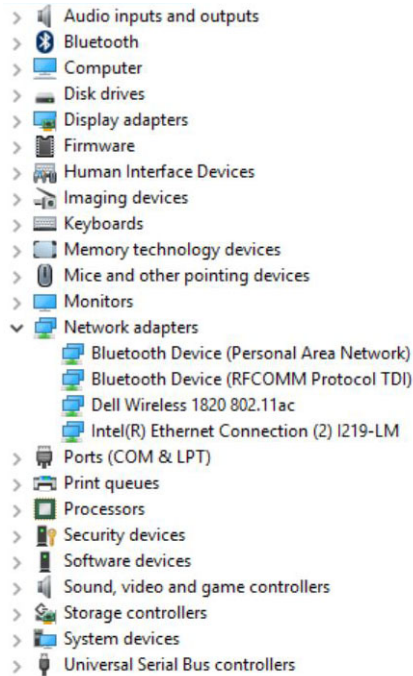 Audio inputs and outputs
Bluetooth
Computer
Disk drives
Display adapters
Firmware
Human Interface Devices
Imaging devices
Keyboards
Memory technology devices
Mice and other pointing devices
Monitors
Network adapters
Bluetooth Device (Personal Area Network)
Bluetooth Device (RFCOMM Protocol TDI)
Dell Wireless 1820 802.11ac
Intel(R) Ethernet Connection (2) I219-LM
Ports (COM & LPT)
Print queues
Processors
Security devices
Software devices
Sound, video and game controllers
Storage controllers
System devices
Universal Serial Bus controllers